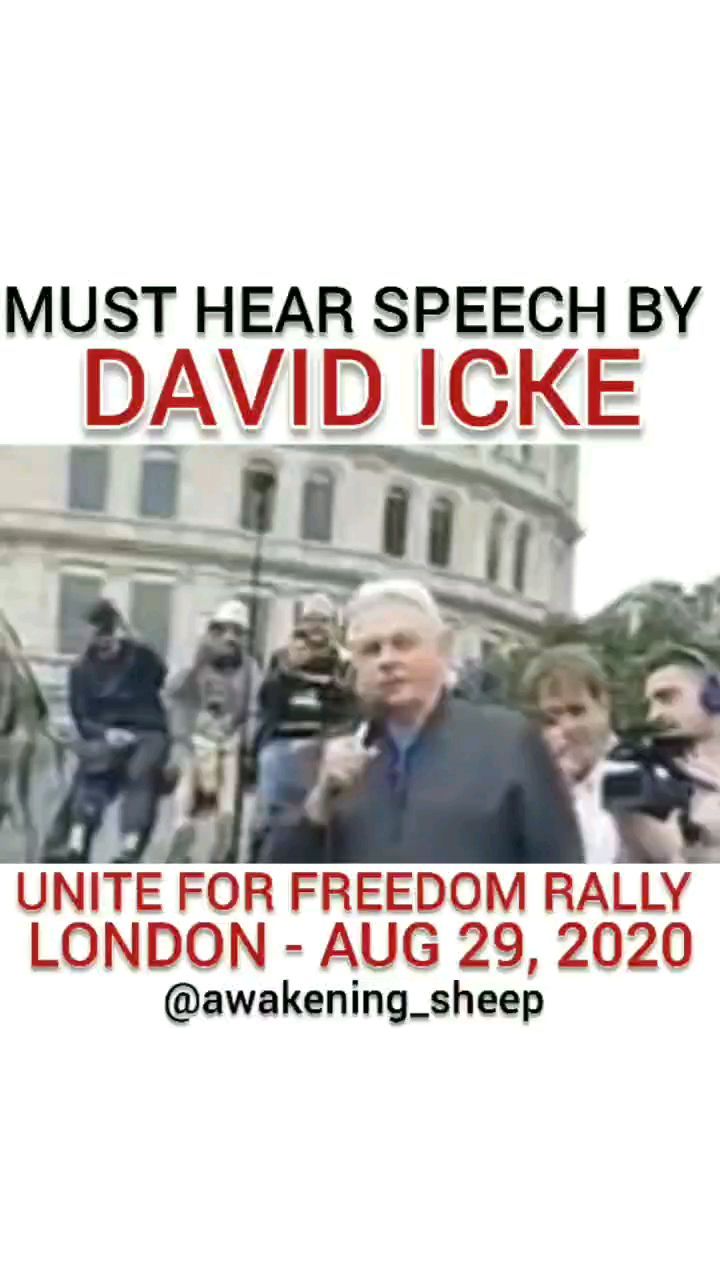 MUST HEAR SPEECH BY
DAVID ICKE
UNITE FOR FREEDOM RALLY
LONDON - AUG 29, 2020
@awakening_sheep